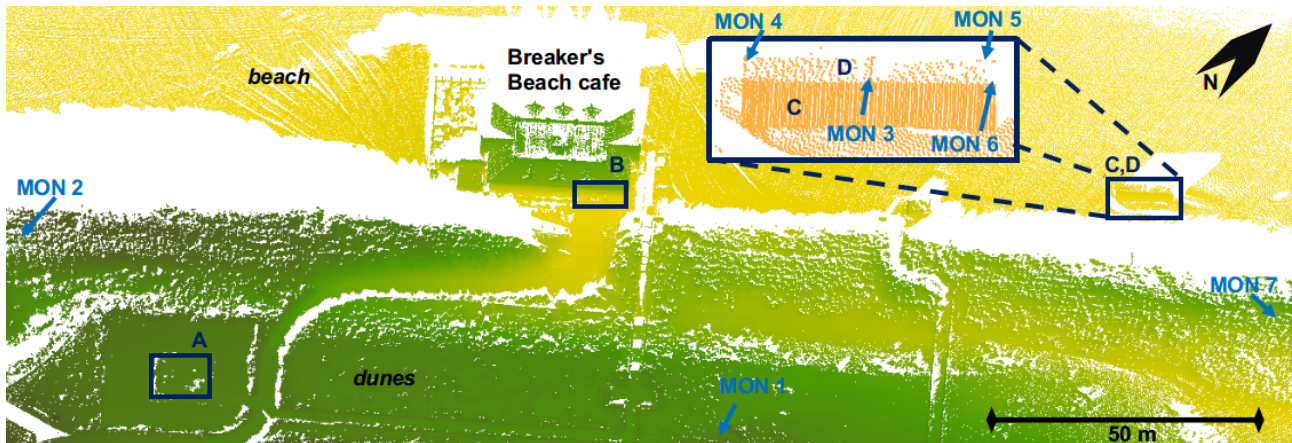 MON 4
MON 5
Breaker's
Beach cafe
beach
D
N
C
MON 3
MON 6
B
C,D
MON 2
MON 7
A
dunes
MON 1
50 m